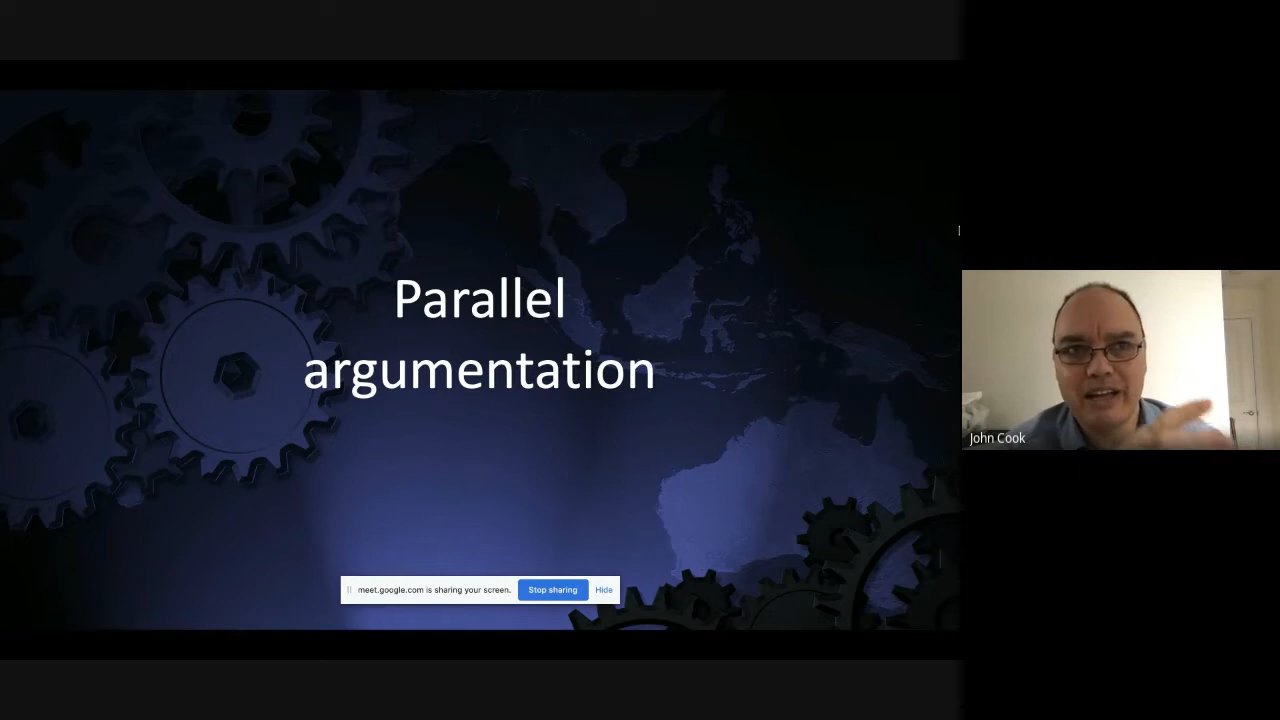 Parallel
argumentation
John Cook
meet.google.com is sharing your screen. Stop sharing Hide